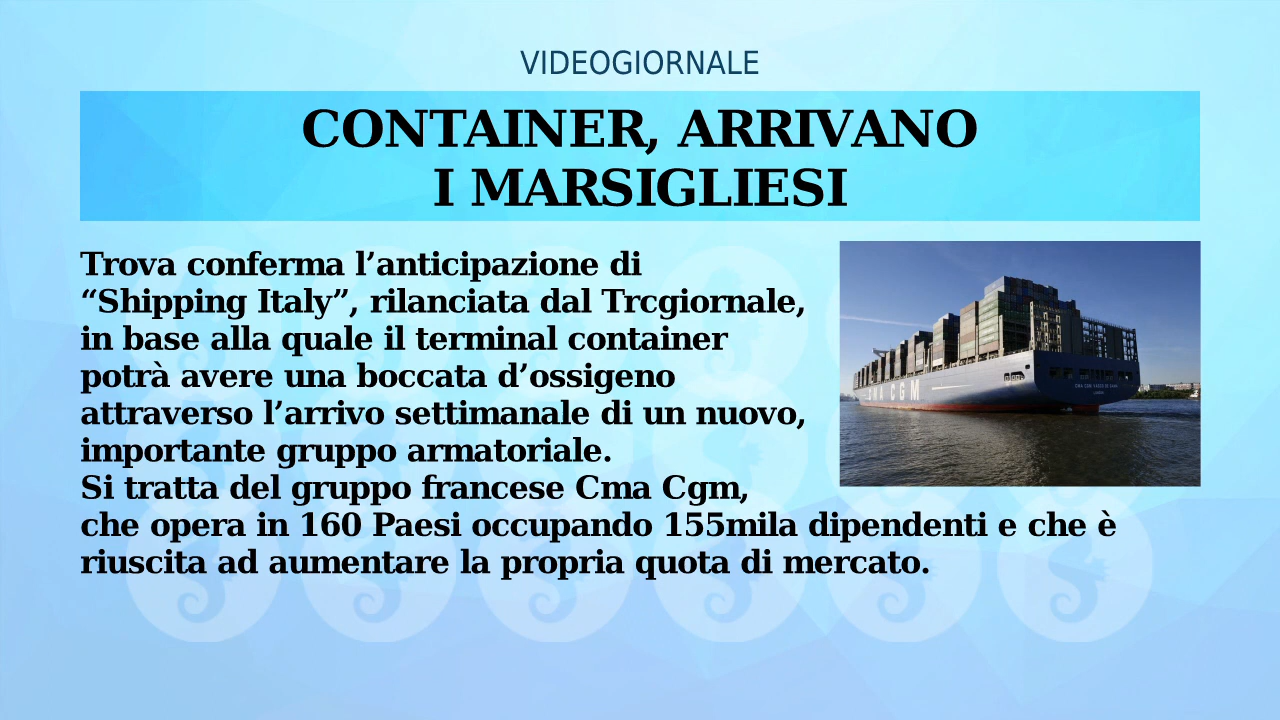 VIDEOGIORNALE
CONTAINER, ARRIVANO
I MARSIGLIESI
Trova conferma l’anticipazione di
“Shipping Italy”, rilanciata dal Trcgiornale,
in base alla quale il terminal container
potrà avere una boccata d’ossigeno
attraverso l’arrivo settimanale di un nuovo,
importante gruppo armatoriale.
Si tratta del gruppo francese Cma Cgm,
che opera in 160 Paesi occupando 155mila dipendenti e che è
riuscita ad aumentare la propria quota di mercato.
CMA CGM